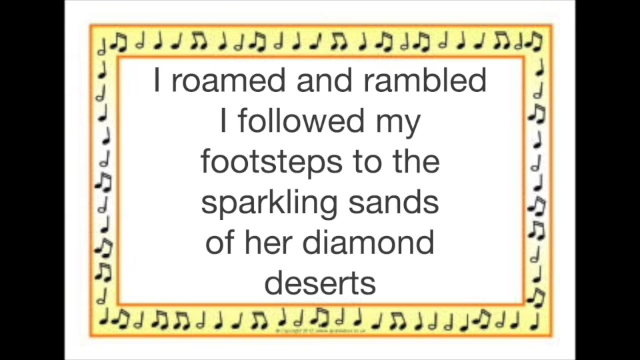 I roamed and rambled
I followed my
footsteps to the
sparkling sands
of her diamond
deserts